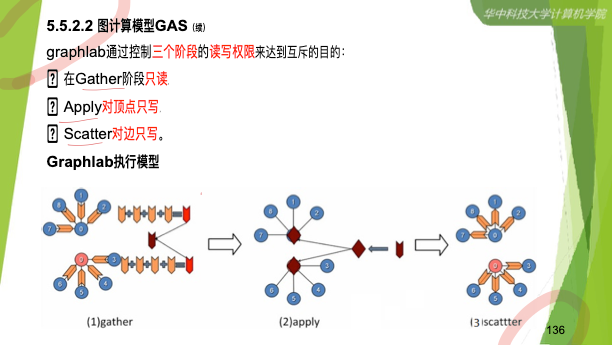 华中科技大学计算机学院
5.5.2.2 图计算模型GAS (续)
graphlab通过控制三个阶段的读写权限来达到互斥的目的:
? 在Gather阶段只读.
? Apply对顶点只写.
? Scatter对边只写。
Graphlab执行模型
1
8 2
7 0
0 3
6 4
5
1
8 2
7
3
6 4
5
1
8 2
7 0
0 3
6 4
5
(1)gather (2)apply (3)scattter
136